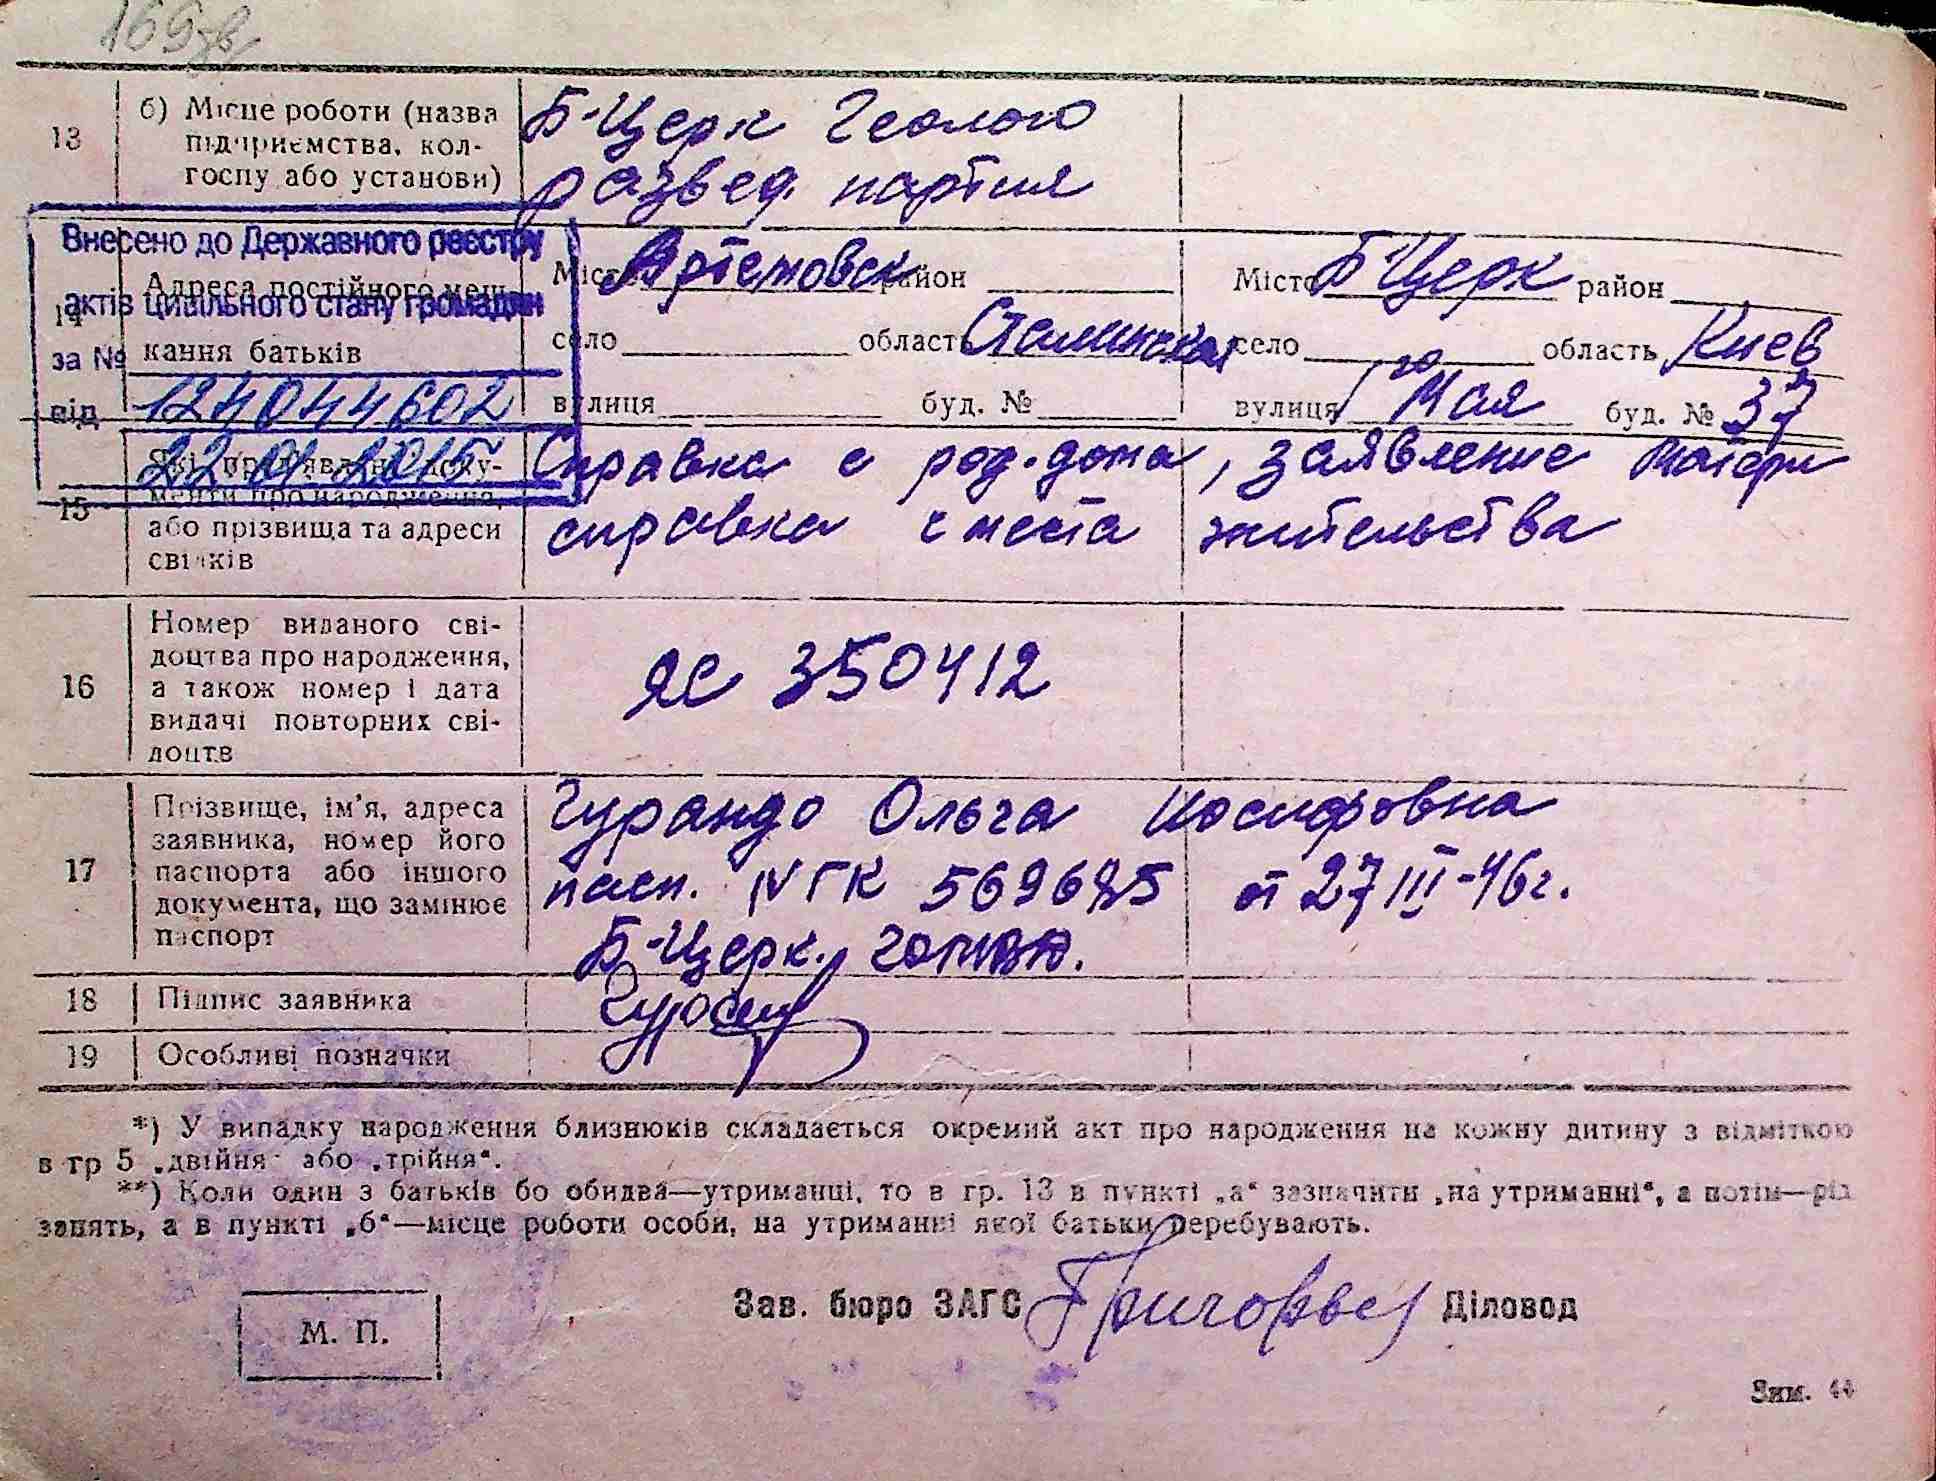 169зв
13
б) Місце роботи (назва
підприємства, кол-
госпу або установи)
Б-Церк Геолого
развед. партия
Внесено до Державного реєстру
актів цивільного стану громадян
за №
124044602
від
22 01 2015
14
Адреса постійного меш-
кання батьків
Місто Артемовск район
село область Сталинская
вулиця буд. №
Місто Б-Церк район
село область Киев
вулиця 1го Мая буд. № 37
15
Які пред'явлені доку-
менти про народження,
або прізвища та адреси
свідків
Справка с род.дома, заявление матери
справка с места жительства
16
Номер виданого сві-
доцтва про народження,
а також номер і дата
видачі повторних сві-
доцтв
ЯС 350412
17
Прізвище, ім'я, адреса
заявника, номер його
паспорта або іншого
документа, що замінює
паспорт
Гурандо Ольга Иосифовна
пасп. IV ГК 569685 от 27 III-46г.
Б-Церк.
18
Підпис заявника
19
Особливі позначки
*) У випадку народження близнюків складається окремий акт про народження на кожну дитину з відміткою
в гр 5 „двійня" або „трійня".
**) Коли один з батьків бо обидва—утриманці, то в гр. 13 в пункті „а" зазначити „на утриманні", а потім—рід
занять, а в пункті „б"—місце роботи особи, на утриманні якої батьки перебувають.
М. П.
Зав. бюро ЗАГС Діловод
Зим. 44